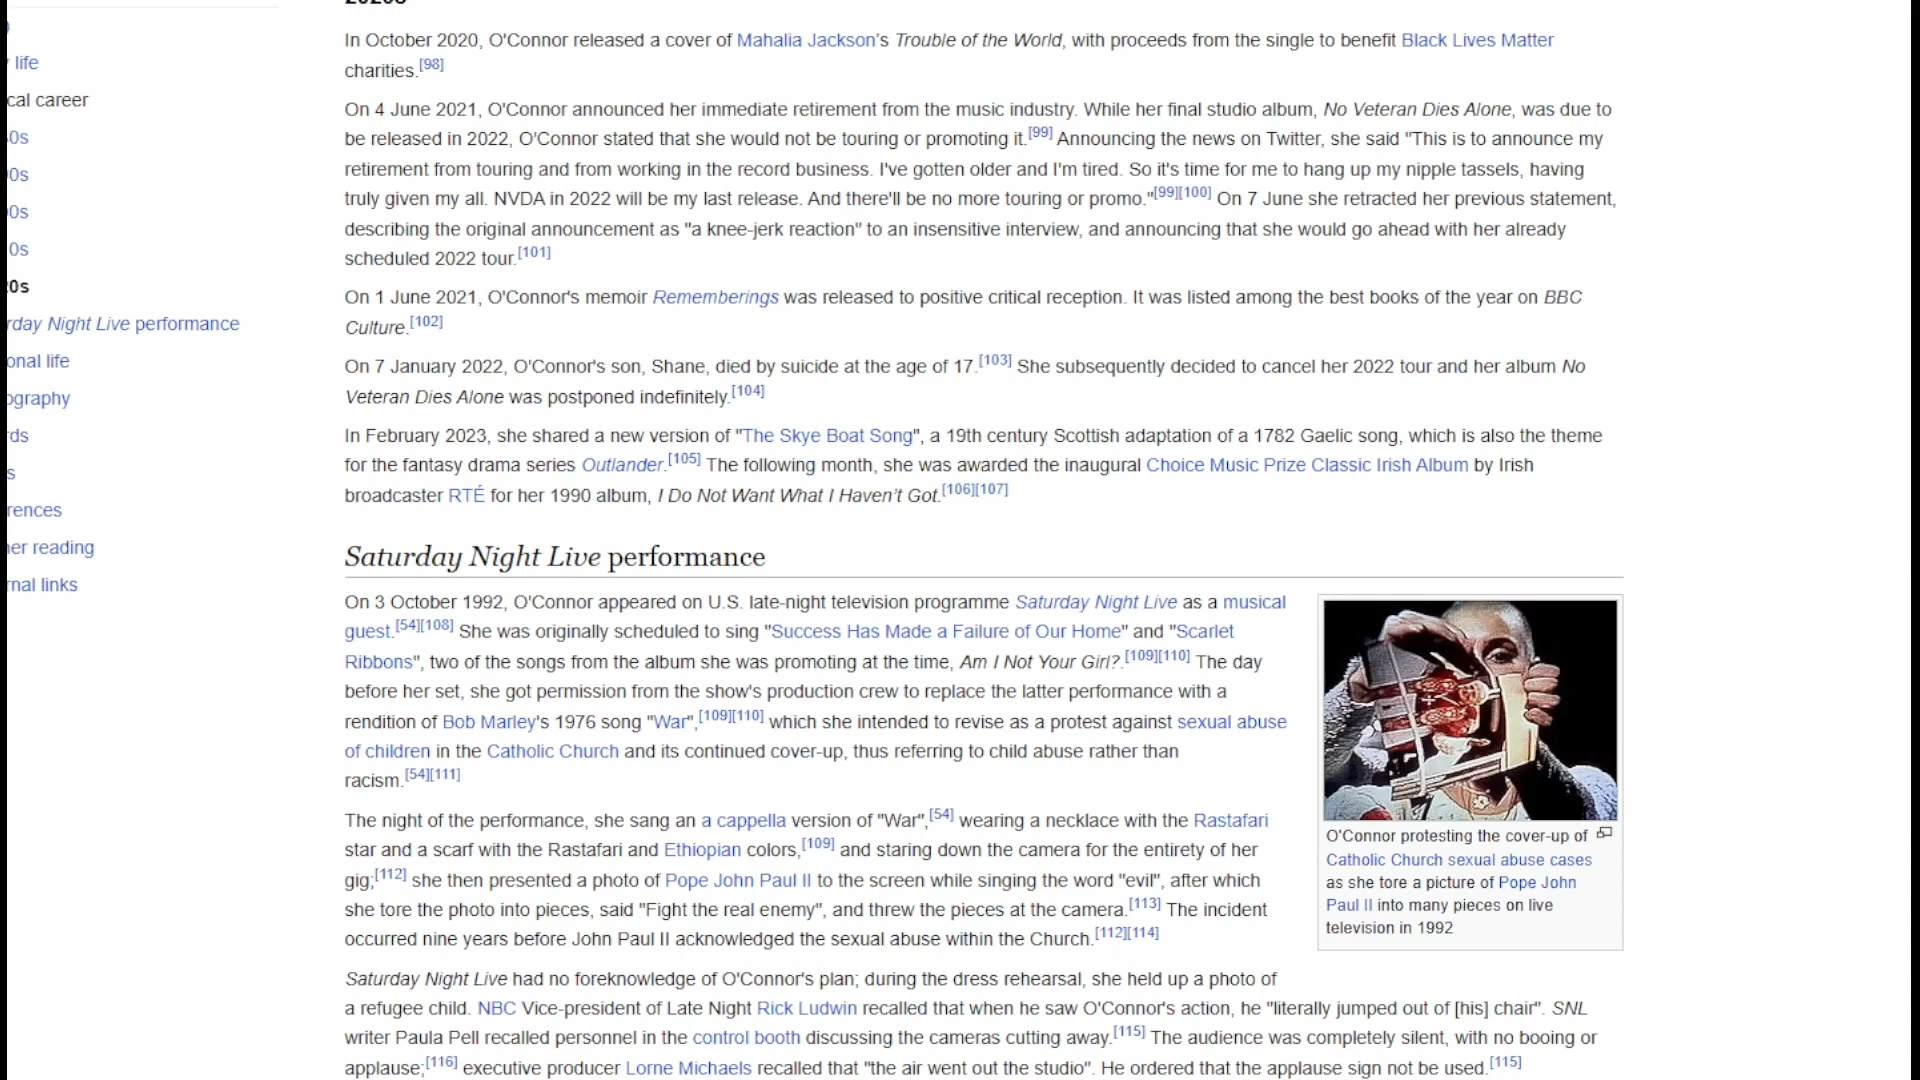 life
cal career
0s
0s
0s
0s
20s
rday Night Live performance
onal life
ography
rds
s
rences
her reading
rnal links
2020s
In October 2020, O'Connor released a cover of Mahalia Jackson's Trouble of the World, with proceeds from the single to benefit Black Lives Matter
charities.[98]
On 4 June 2021, O'Connor announced her immediate retirement from the music industry. While her final studio album, No Veteran Dies Alone, was due to
be released in 2022, O'Connor stated that she would not be touring or promoting it.[99] Announcing the news on Twitter, she said "This is to announce my
retirement from touring and from working in the record business. I've gotten older and I'm tired. So it's time for me to hang up my nipple tassels, having
truly given my all. NVDA in 2022 will be my last release. And there'll be no more touring or promo."[99][100] On 7 June she retracted her previous statement,
describing the original announcement as "a knee-jerk reaction" to an insensitive interview, and announcing that she would go ahead with her already
scheduled 2022 tour.[101]
On 1 June 2021, O'Connor's memoir Rememberings was released to positive critical reception. It was listed among the best books of the year on BBC
Culture.[102]
On 7 January 2022, O'Connor's son, Shane, died by suicide at the age of 17.[103] She subsequently decided to cancel her 2022 tour and her album No
Veteran Dies Alone was postponed indefinitely.[104]
In February 2023, she shared a new version of "The Skye Boat Song", a 19th century Scottish adaptation of a 1782 Gaelic song, which is also the theme
for the fantasy drama series Outlander.[105] The following month, she was awarded the inaugural Choice Music Prize Classic Irish Album by Irish
broadcaster RTÉ for her 1990 album, I Do Not Want What I Haven't Got.[106][107]
Saturday Night Live performance
On 3 October 1992, O'Connor appeared on U.S. late-night television programme Saturday Night Live as a musical
guest.[54][108] She was originally scheduled to sing "Success Has Made a Failure of Our Home" and "Scarlet
Ribbons", two of the songs from the album she was promoting at the time, Am I Not Your Girl?.[109][110] The day
before her set, she got permission from the show's production crew to replace the latter performance with a
rendition of Bob Marley's 1976 song "War",[109][110] which she intended to revise as a protest against sexual abuse
of children in the Catholic Church and its continued cover-up, thus referring to child abuse rather than
racism.[54][111]
The night of the performance, she sang an a cappella version of "War",[54] wearing a necklace with the Rastafari
star and a scarf with the Rastafari and Ethiopian colors,[109] and staring down the camera for the entirety of her
gig;[112] she then presented a photo of Pope John Paul II to the screen while singing the word "evil", after which
she tore the photo into pieces, said "Fight the real enemy", and threw the pieces at the camera.[113] The incident
occurred nine years before John Paul II acknowledged the sexual abuse within the Church.[112][114]
O'Connor protesting the cover-up of
Catholic Church sexual abuse cases
as she tore a picture of Pope John
Paul II into many pieces on live
television in 1992
Saturday Night Live had no foreknowledge of O'Connor's plan; during the dress rehearsal, she held up a photo of
a refugee child. NBC Vice-president of Late Night Rick Ludwin recalled that when he saw O'Connor's action, he "literally jumped out of [his] chair". SNL
writer Paula Pell recalled personnel in the control booth discussing the cameras cutting away.[115] The audience was completely silent, with no booing or
applause;[116] executive producer Lorne Michaels recalled that "the air went out the studio". He ordered that the applause sign not be used.[115]